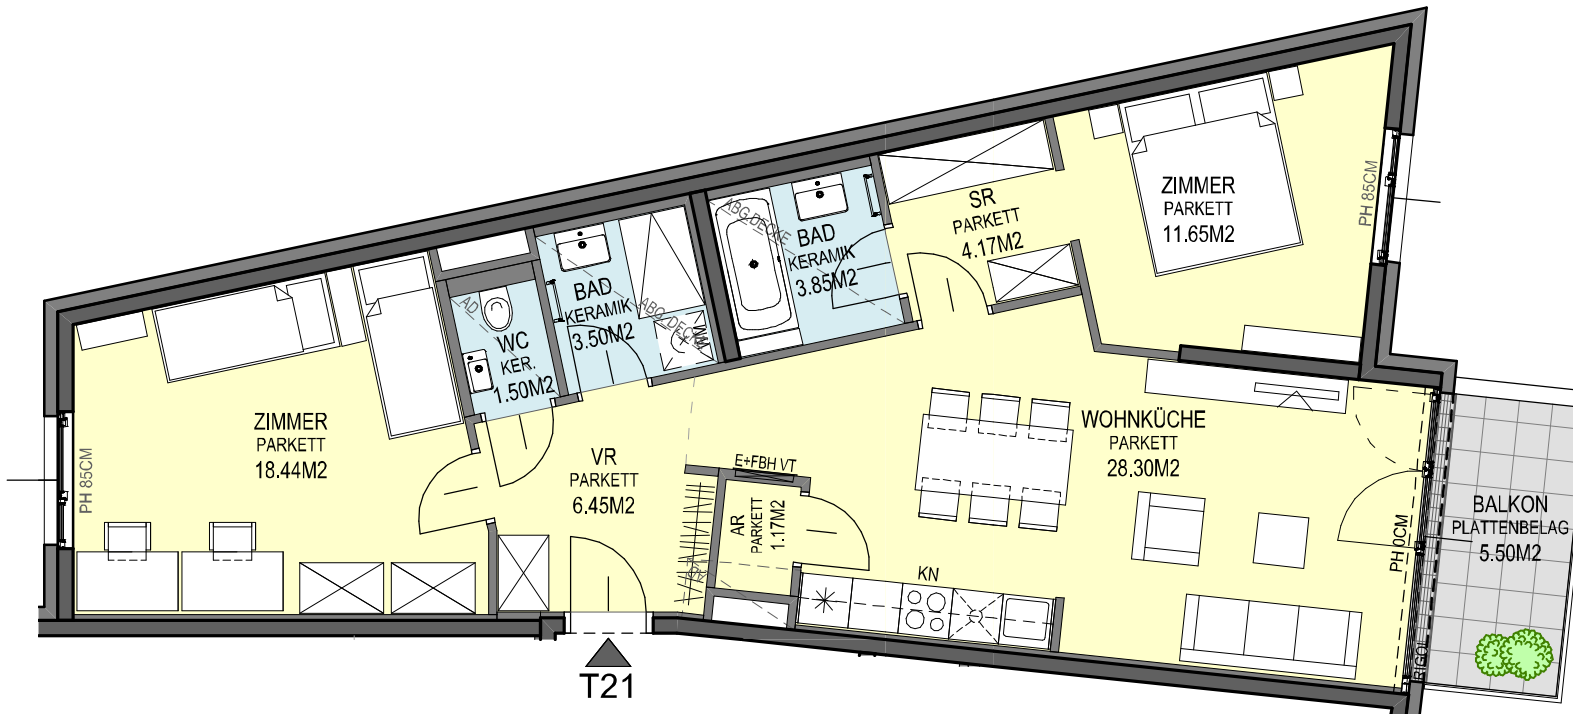 ZIMMER
PARKETT
11.65M2
PH 85CM
SR
PARKETT
4.17M2
ABG.DECKE
BAD
KERAMIK
3.85M2
BAD
KERAMIK
3.50M2
ABG.DECKE
WM
AD
WC
KER.
1.50M2
ZIMMER
PARKETT
18.44M2
PH 85CM
VR
PARKETT
6.45M2
E+FBH VT
AR
PARKETT
1.17M2
WOHNKÜCHE
PARKETT
28.30M2
KN
PH 0CM
RIGOL
BALKON
PLATTENBELAG
5.50M2
T21